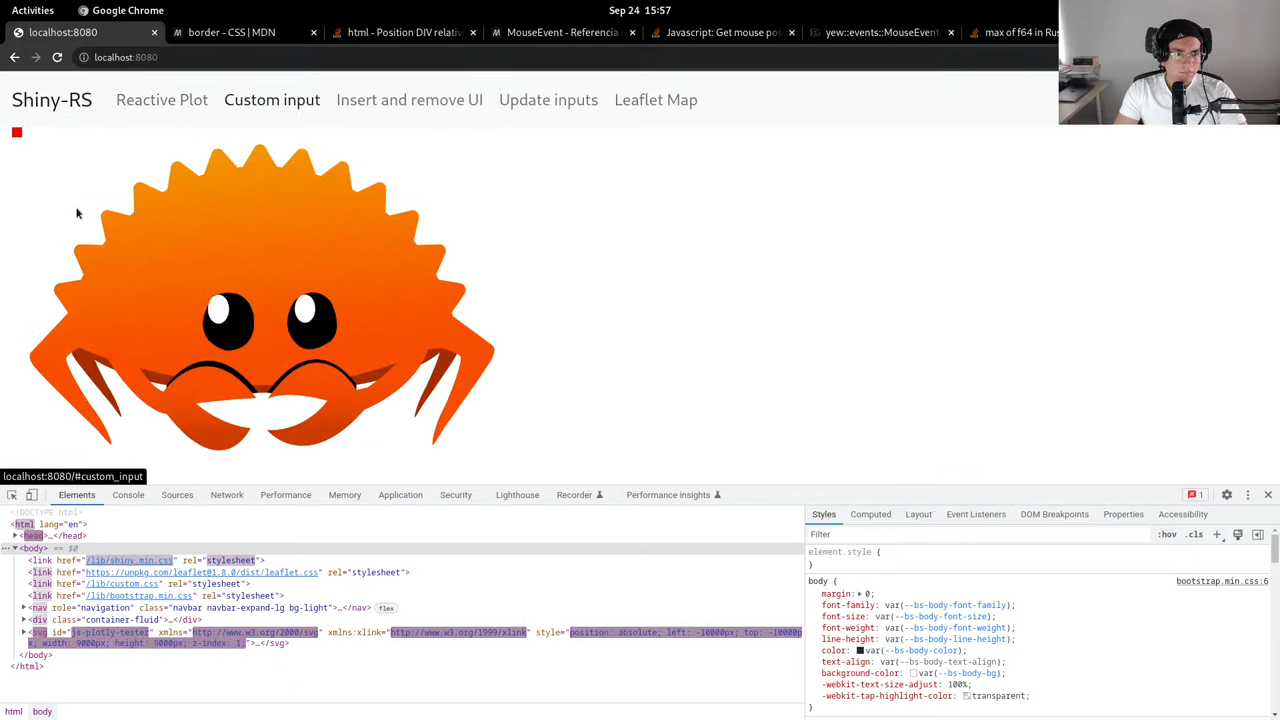 Activities
Google Chrome
Sep 24 15:57
localhost:8080
border - CSS | MDN
html - Position DIV relativ
MouseEvent - Referencia d
Javascript: Get mouse pos
yew::events::MouseEvent
max of f64 in Rus
localhost:8080
Shiny-RS
Reactive Plot
Custom input
Insert and remove UI
Update inputs
Leaflet Map
localhost:8080/#custom_input
Elements
Console
Sources
Network
Performance
Memory
Application
Security
Lighthouse
Recorder
Performance insights
1
Styles
Computed
Layout
Event Listeners
DOM Breakpoints
Properties
Accessibility
Filter
:hov .cls
<!DOCTYPE html>
<html lang="en">
<head>…</head>
<body> == $0
<link href="/lib/shiny.min.css" rel="stylesheet">
<link href="https://unpkg.com/leaflet@1.8.0/dist/leaflet.css" rel="stylesheet">
<link href="/lib/custom.css" rel="stylesheet">
<link href="/lib/bootstrap.min.css" rel="stylesheet">
<nav role="navigation" class="navbar navbar-expand-lg bg-light">…</nav> flex
<div class="container-fluid">…</div>
<svg id="js-plotly-tester" xmlns="http://www.w3.org/2000/svg" xmlns:xlink="http://www.w3.org/1999/xlink" style="position: absolute; left: -10000px; top: -10000p
x; width: 9000px; height: 9000px; z-index: 1;">…</svg>
</body>
</html>
element.style {
}
body { bootstrap.min.css:6
margin: 0;
font-family: var(--bs-body-font-family);
font-size: var(--bs-body-font-size);
font-weight: var(--bs-body-font-weight);
line-height: var(--bs-body-line-height);
color: var(--bs-body-color);
text-align: var(--bs-body-text-align);
background-color: var(--bs-body-bg);
-webkit-text-size-adjust: 100%;
-webkit-tap-highlight-color: transparent;
}
html
body